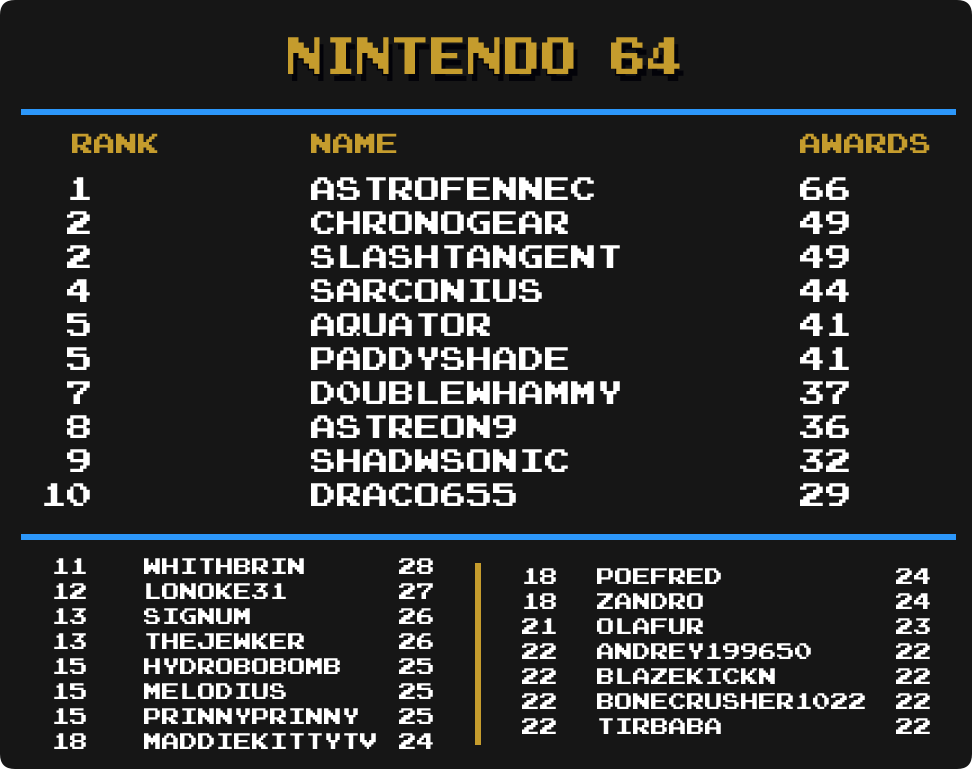 NINTENDO 64
RANK NAME AWARDS
1 ASTROFENNEC 66
2 CHRONOGEAR 49
2 SLASHTANGENT 49
4 SARCONIUS 44
5 AQUATOR 41
5 PADDYSHADE 41
7 DOUBLEWHAMMY 37
8 ASTREON9 36
9 SHADWSONIC 32
10 DRACO655 29
11 WHITHBRIN 28
12 LONOKE31 27
13 SIGNUM 26
13 THEJEWKER 26
15 HYDROBOBOMB 25
15 MELODIUS 25
15 PRINNYPRINNY 25
18 MADDIEKITTYTV 24
18 POEFRED 24
18 ZANDRO 24
21 OLAFUR 23
22 ANDREY199650 22
22 BLAZEKICKN 22
22 BONECRUSHER1022 22
22 TIRBABA 22